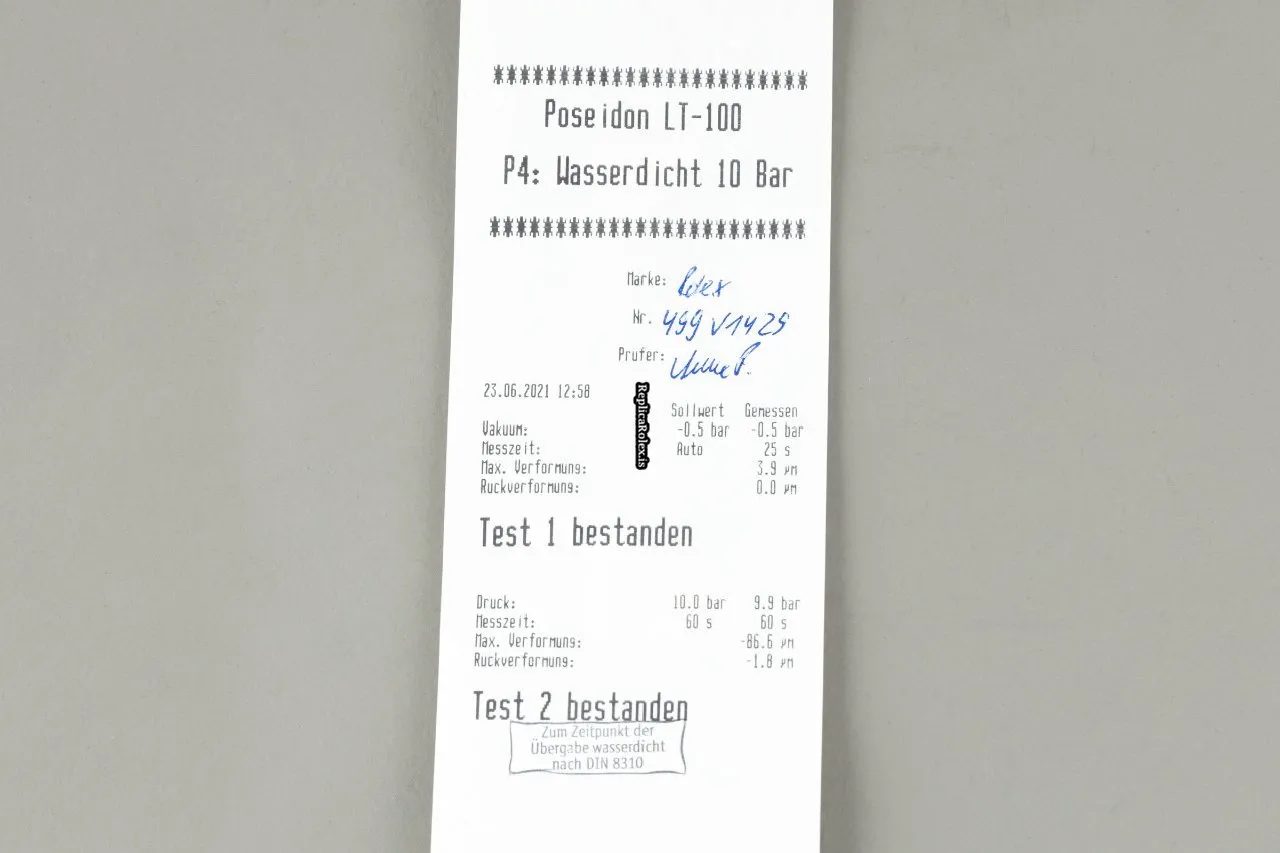 Poseidon LT-100
P4: Wasserdicht 10 Bar
Marke: Rolex
Nr. 499 V1429
Prufer:
23.06.2021 12:58
ReplicaRolex.is
Sollwert Gemessen
Vakuum: -0.5 bar -0.5 bar
Messzeit: Auto 25 s
Max. Verformung: 3.9 µm
Ruckverformung: 0.0 µm
Test 1 bestanden
Druck: 10.0 bar 9.9 bar
Messzeit: 60 s 60 s
Max. Verformung: -86.6 µm
Ruckverformung: -1.8 µm
Test 2 bestanden
Zum Zeitpunkt der
Übergabe wasserdicht
nach DIN 8310